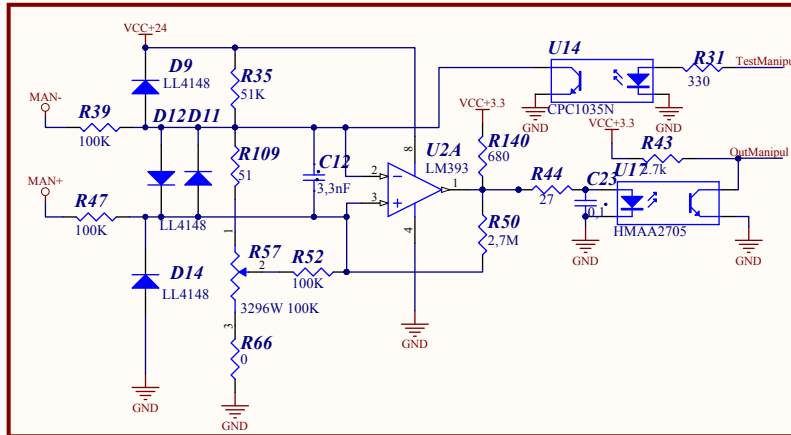 VCC+24
D9
LL4148
R35
51K
U14
CPC1035N
GND
GND
R31
330
TestManipul
MAN-
R39
100K
D12
D11
LL4148
R109
51
C12
3,3nF
8
2
3
1
4
U2A
LM393
VCC+3.3
R140
680
VCC+3.3
R43
2.7k
OutManipul
R44
27
C23
0,1
U17
HMAA2705
GND
GND
MAN+
R47
100K
R50
2,7M
D14
LL4148
1
R57
2
3296W 100K
3
R52
100K
R66
0
GND
GND
GND